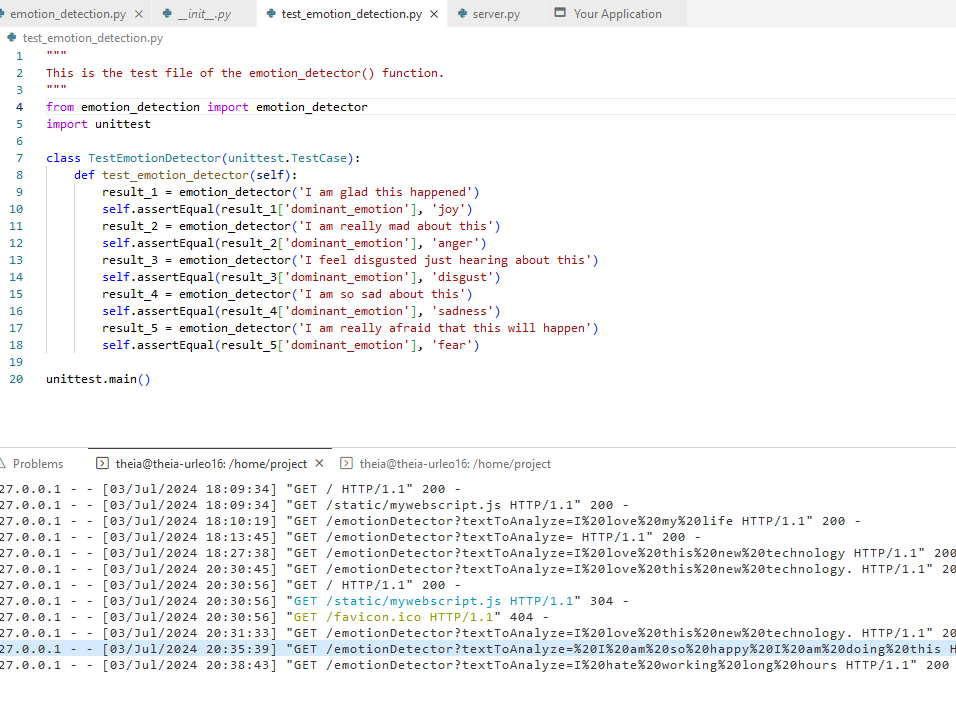 emotion_detection.py × __init__.py test_emotion_detection.py × server.py Your Application
test_emotion_detection.py
1 """
2 This is the test file of the emotion_detector() function.
3 """
4 from emotion_detection import emotion_detector
5 import unittest
6
7 class TestEmotionDetector(unittest.TestCase):
8 def test_emotion_detector(self):
9 result_1 = emotion_detector('I am glad this happened')
10 self.assertEqual(result_1['dominant_emotion'], 'joy')
11 result_2 = emotion_detector('I am really mad about this')
12 self.assertEqual(result_2['dominant_emotion'], 'anger')
13 result_3 = emotion_detector('I feel disgusted just hearing about this')
14 self.assertEqual(result_3['dominant_emotion'], 'disgust')
15 result_4 = emotion_detector('I am so sad about this')
16 self.assertEqual(result_4['dominant_emotion'], 'sadness')
17 result_5 = emotion_detector('I am really afraid that this will happen')
18 self.assertEqual(result_5['dominant_emotion'], 'fear')
19
20 unittest.main()
Problems theia@theia-urleo16: /home/project × theia@theia-urleo16: /home/project
27.0.0.1 - - [03/Jul/2024 18:09:34] "GET / HTTP/1.1" 200 -
27.0.0.1 - - [03/Jul/2024 18:09:34] "GET /static/mywebscript.js HTTP/1.1" 200 -
27.0.0.1 - - [03/Jul/2024 18:10:19] "GET /emotionDetector?textToAnalyze=I%20love%20my%20life HTTP/1.1" 200 -
27.0.0.1 - - [03/Jul/2024 18:13:45] "GET /emotionDetector?textToAnalyze= HTTP/1.1" 200 -
27.0.0.1 - - [03/Jul/2024 18:27:38] "GET /emotionDetector?textToAnalyze=I%20love%20this%20new%20technology HTTP/1.1" 200
27.0.0.1 - - [03/Jul/2024 20:30:45] "GET /emotionDetector?textToAnalyze=I%20love%20this%20new%20technology. HTTP/1.1" 20
27.0.0.1 - - [03/Jul/2024 20:30:56] "GET / HTTP/1.1" 200 -
27.0.0.1 - - [03/Jul/2024 20:30:56] "GET /static/mywebscript.js HTTP/1.1" 304 -
27.0.0.1 - - [03/Jul/2024 20:30:56] "GET /favicon.ico HTTP/1.1" 404 -
27.0.0.1 - - [03/Jul/2024 20:31:33] "GET /emotionDetector?textToAnalyze=I%20love%20this%20new%20technology. HTTP/1.1" 20
27.0.0.1 - - [03/Jul/2024 20:35:39] "GET /emotionDetector?textToAnalyze=%20I%20am%20so%20happy%20I%20am%20doing%20this H
27.0.0.1 - - [03/Jul/2024 20:38:43] "GET /emotionDetector?textToAnalyze=I%20hate%20working%20long%20hours HTTP/1.1" 200